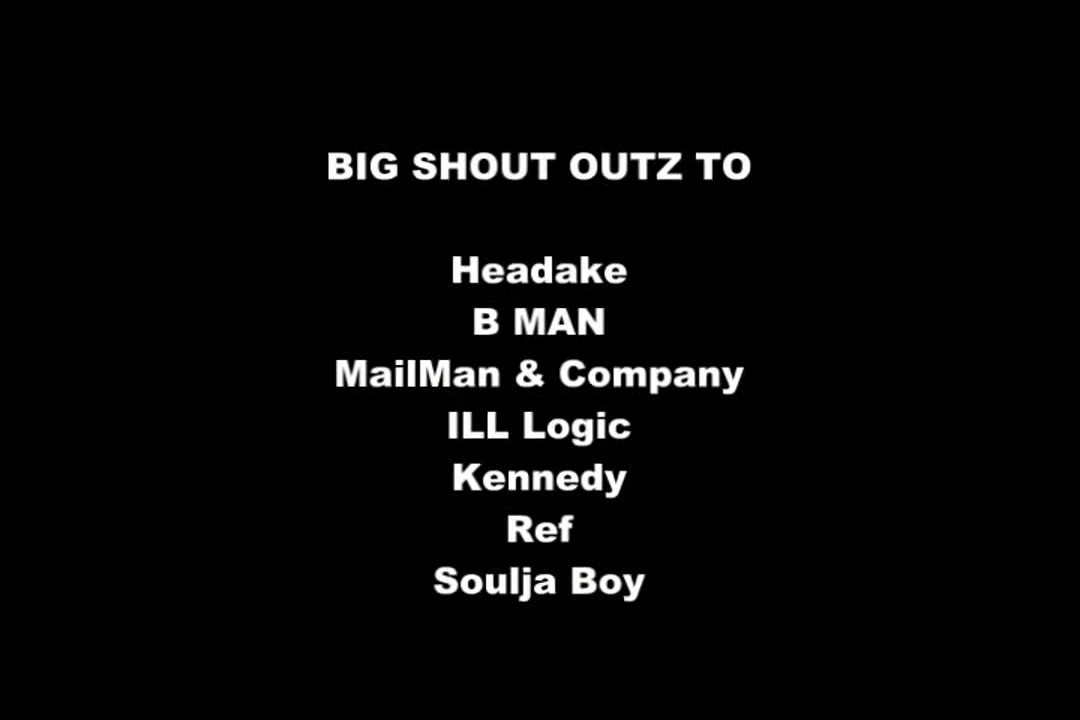 BIG SHOUT OUTZ TO
Headake
B MAN
MailMan & Company
ILL Logic
Kennedy
Ref
Soulja Boy